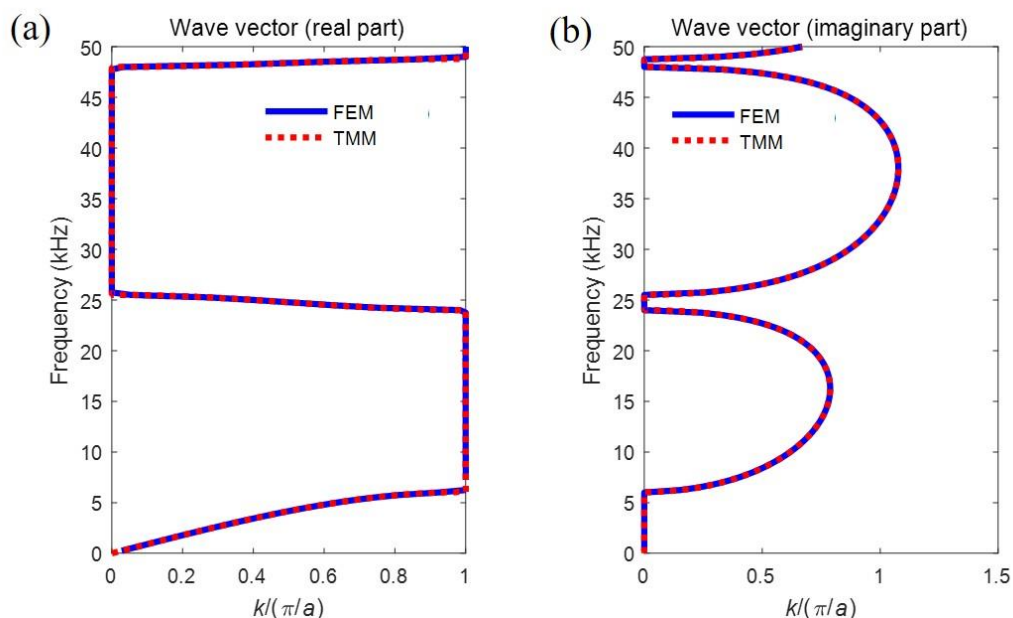 (a)
Wave vector (real part)
50
45
40
35
30
25
20
15
10
5
0
Frequency (kHz)
FEM
TMM
0 0.2 0.4 0.6 0.8 1
k/(π/a)
(b)
Wave vector (imaginary part)
50
45
40
35
30
25
20
15
10
5
0
Frequency (kHz)
FEM
TMM
0 0.5 1 1.5
k/(π/a)